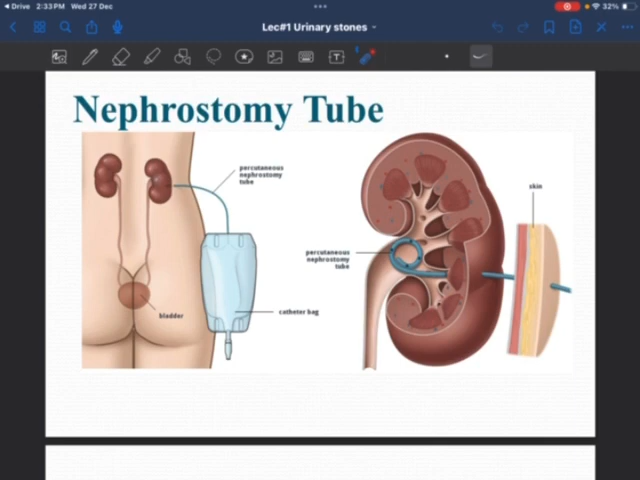 Drive 2:33 PM Wed 27 Dec
32%
Lec#1 Urinary stones
Nephrostomy Tube
percutaneous
nephrostomy
tube
bladder
catheter bag
percutaneous
nephrostomy
tube
skin